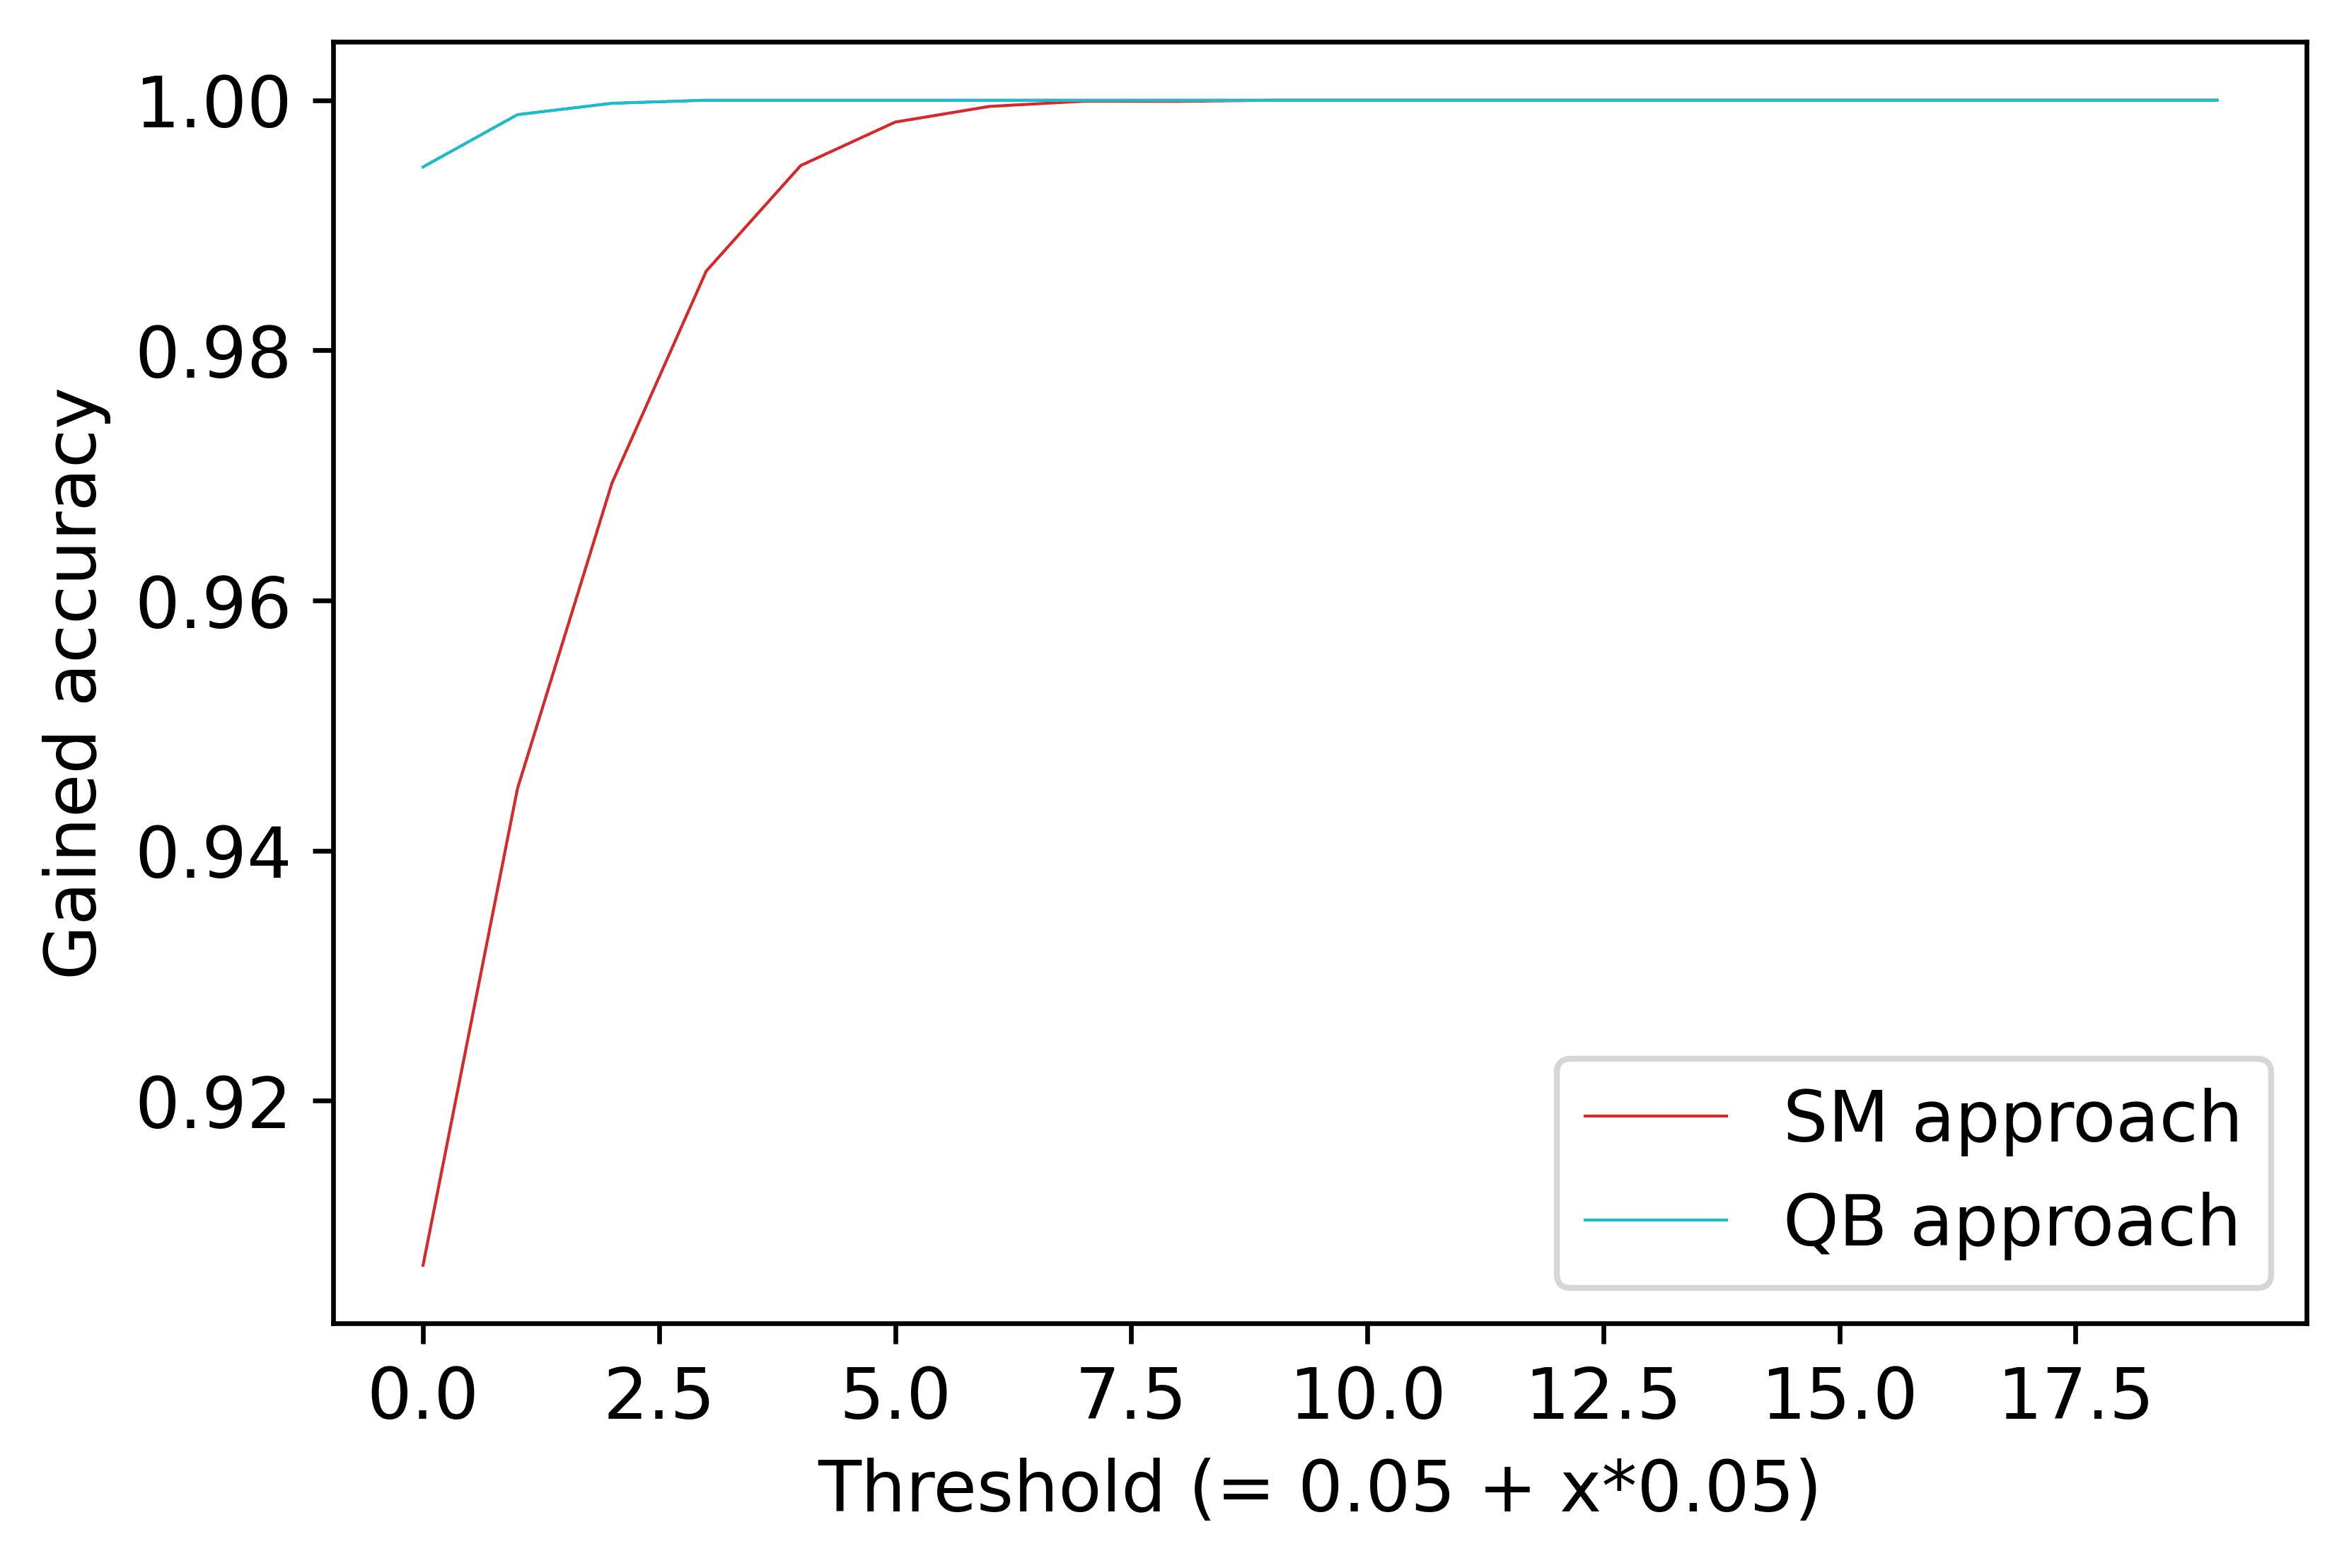 1.00
0.98
0.96
0.94
0.92
Gained accuracy
SM approach
QB approach
0.0 2.5 5.0 7.5 10.0 12.5 15.0 17.5
Threshold (= 0.05 + x*0.05)